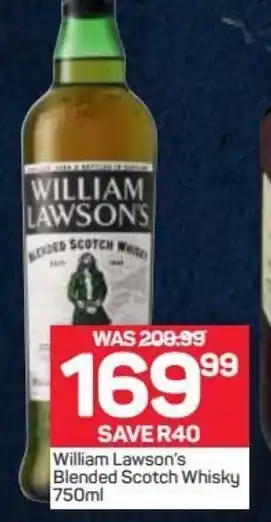 WILLIAM
LAWSON'S
BLENDED SCOTCH WHISKY
WAS 209.99
169 99
SAVE R40
William Lawson's
Blended Scotch Whisky
750ml